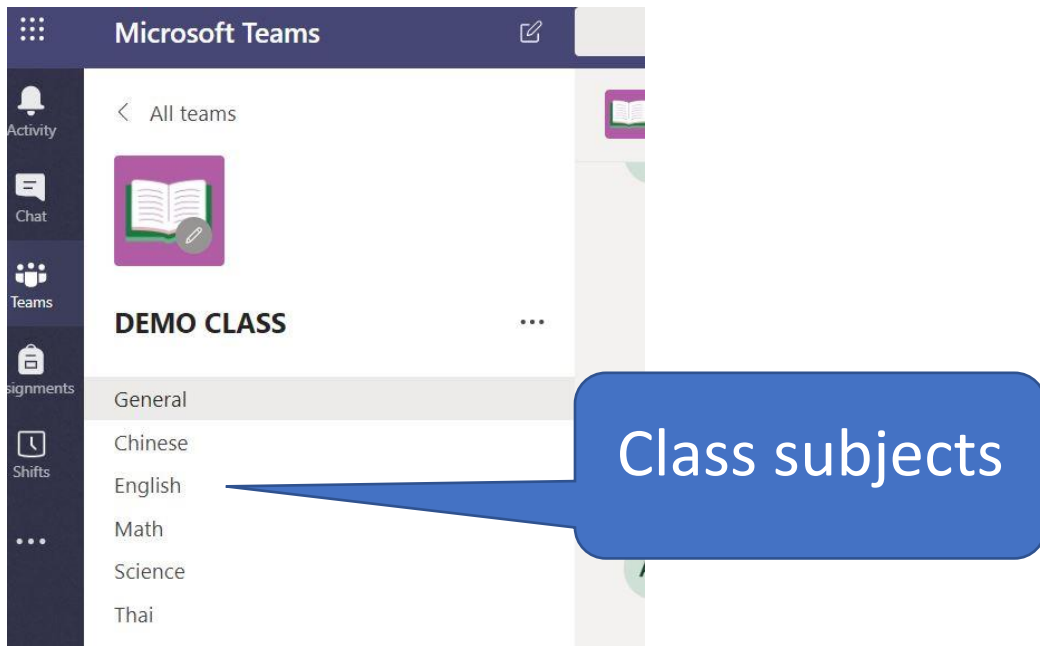 Microsoft Teams
Activity
Chat
Teams
signments
Shifts
All teams
DEMO CLASS
General
Chinese
English
Math
Science
Thai
Class subjects